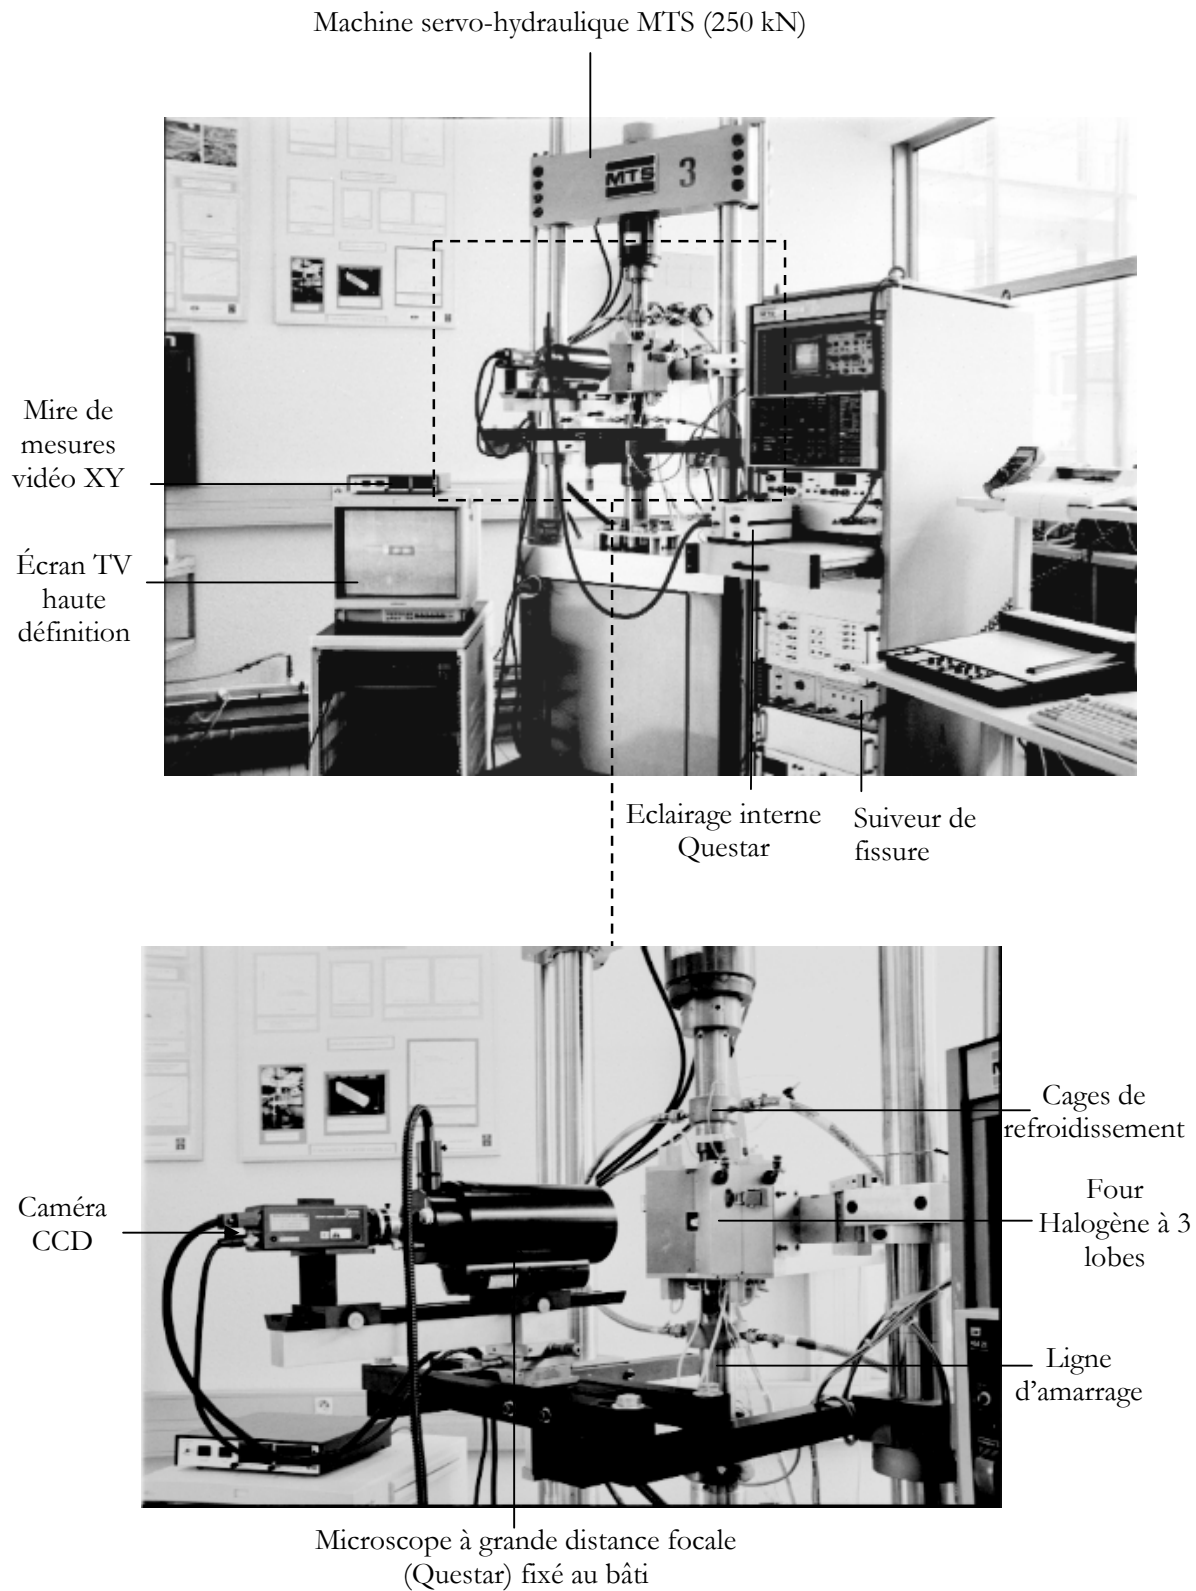 Machine servo-hydraulique MTS (250 kN)
MTS 3
Mire de
mesures
vidéo XY
Écran TV
haute
définition
Eclairage interne
Questar
Suiveur de
fissure
Cages de
refroidissement
Four
Halogène à 3
lobes
Caméra
CCD
Ligne
d'amarrage
Microscope à grande distance focale
(Questar) fixé au bâti